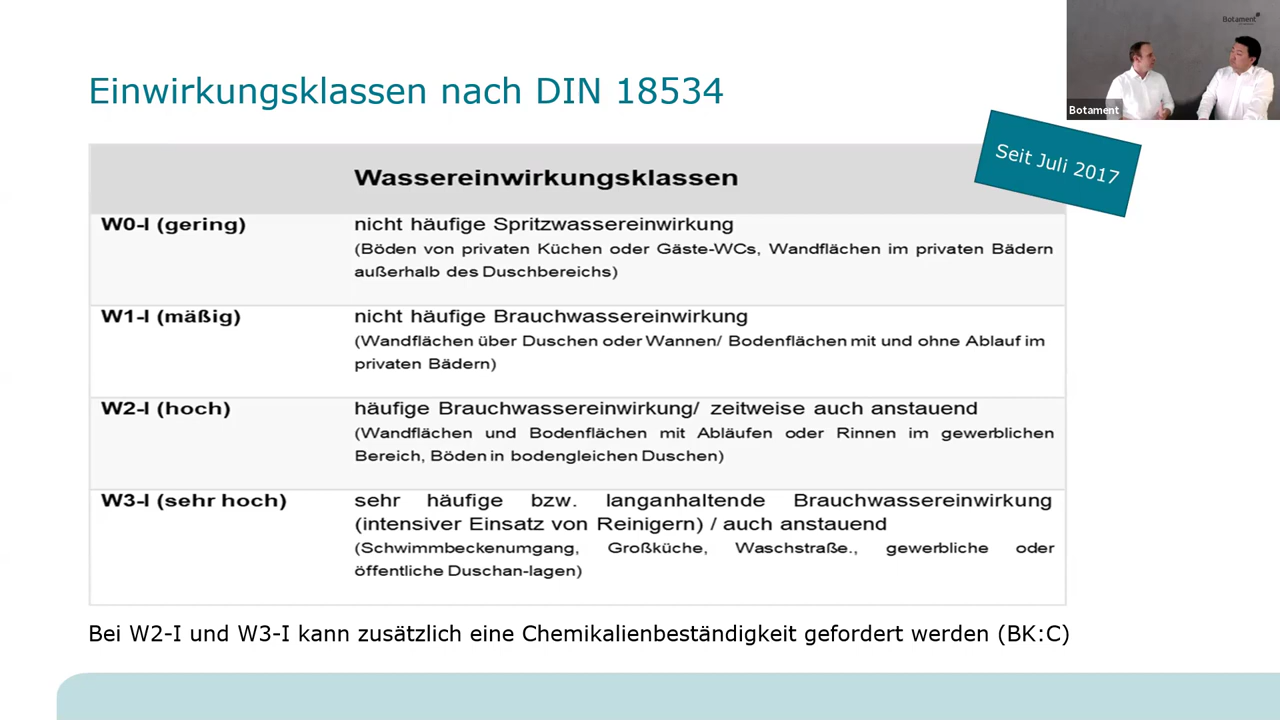 Einwirkungsklassen nach DIN 18534
Botament
Botament
Seit Juli 2017
Wassereinwirkungsklassen
W0-I (gering)
nicht häufige Spritzwassereinwirkung
(Böden von privaten Küchen oder Gäste-WCs, Wandflächen im privaten Bädern
außerhalb des Duschbereichs)
W1-I (mäßig)
nicht häufige Brauchwassereinwirkung
(Wandflächen über Duschen oder Wannen/ Bodenflächen mit und ohne Ablauf im
privaten Bädern)
W2-I (hoch)
häufige Brauchwassereinwirkung/ zeitweise auch anstauend
(Wandflächen und Bodenflächen mit Abläufen oder Rinnen im gewerblichen
Bereich, Böden in bodengleichen Duschen)
W3-I (sehr hoch)
sehr häufige bzw. langanhaltende Brauchwassereinwirkung
(intensiver Einsatz von Reinigern) / auch anstauend
(Schwimmbeckenumgang, Großküche, Waschstraße., gewerbliche oder
öffentliche Duschan-lagen)
Bei W2-I und W3-I kann zusätzlich eine Chemikalienbeständigkeit gefordert werden (BK:C)